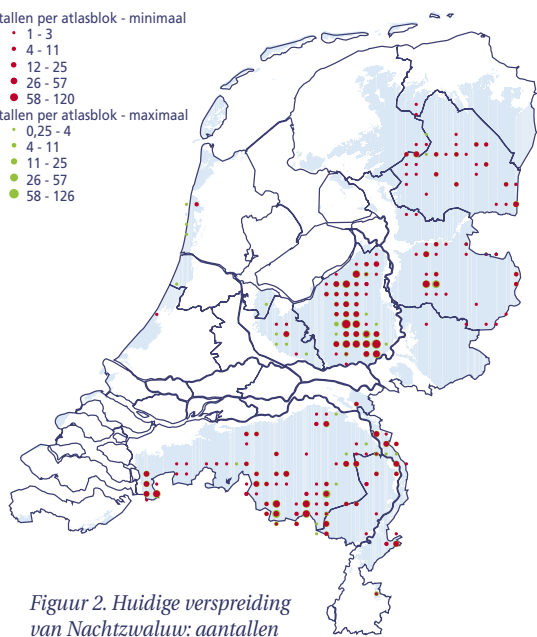 tallen per atlasblok - minimaal
1 - 3
4 - 11
12 - 25
26 - 57
58 - 120
tallen per atlasblok - maximaal
0,25 - 4
4 - 11
11 - 25
26 - 57
58 - 126
Figuur 2. Huidige verspreiding
van Nachtzwaluw: aantallen